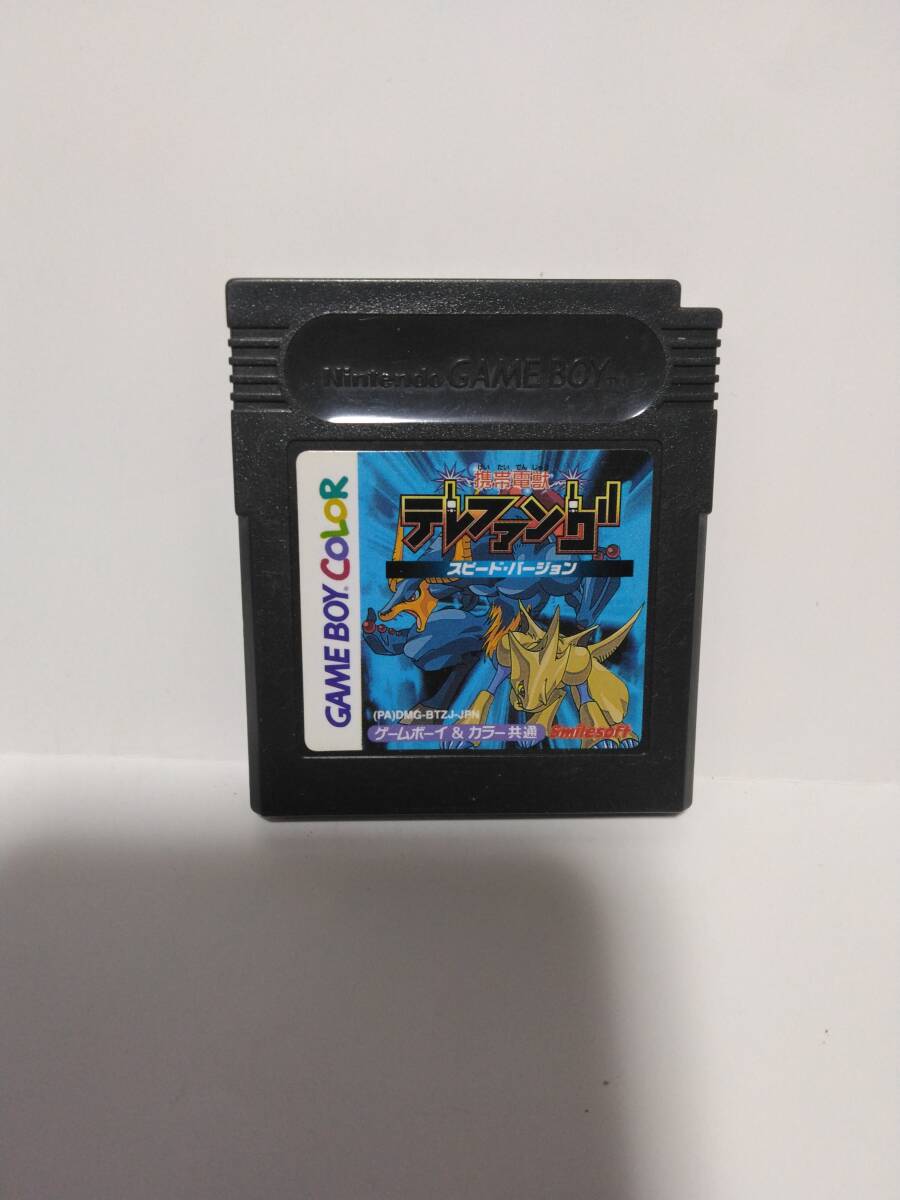 Nintendo GAME BOY™
GAME BOY COLOR
けい たい でん じゅう
携帯電獣
テレファング
スピード・バージョン
(PA)DMG-BTZJ-JPN
ゲームボーイ&カラー共通
Smilesoft